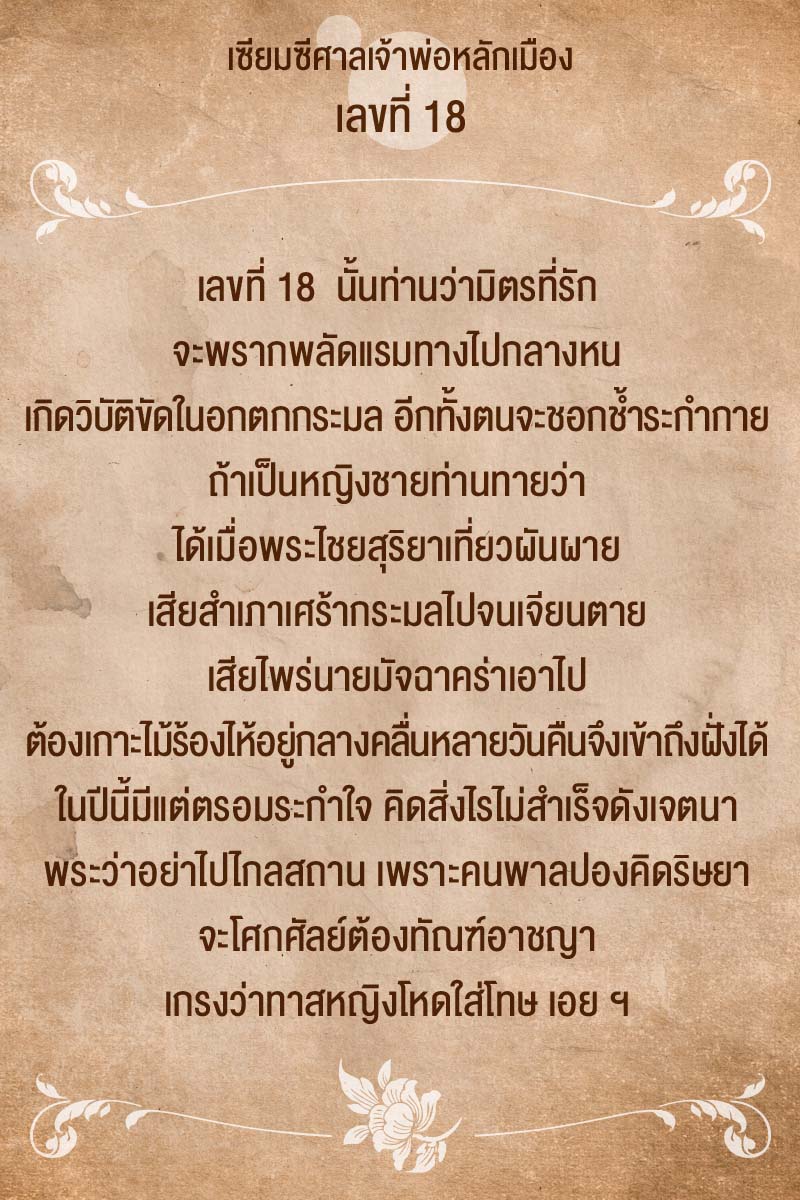 เซียมซีศาลเจ้าพ่อหลักเมือง
เลขที่ 18
เลขที่ 18 นั้นท่านว่ามิตรที่รัก
จะพรากพลัดแรมทางไปกลางหน
เกิดวิบัติขัดในอกตกกระมล อีกทั้งตนจะชอกช้ำระกำกาย
ถ้าเป็นหญิงชายท่านทายว่า
ได้เมื่อพระไชยสุริยาเที่ยวผันผาย
เสียสำเภาเศร้ากระมลไปจนเจียนตาย
เสียไพร่นายมัจฉาคร่าเอาไป
ต้องเกาะไม้ร้องไห้อยู่กลางคลื่นหลายวันคืนจึงเข้าถึงฝั่งได้
ในปีนี้มีแต่ตรอมระกำใจ คิดสิ่งไรไม่สำเร็จดังเจตนา
พระว่าอย่าไปไกลสถาน เพราะคนพาลปองคิดริษยา
จะโศกศัลย์ต้องทัณฑ์อาชญา
เกรงว่าทาสหญิงโหดใส่โทษ เอย ฯ